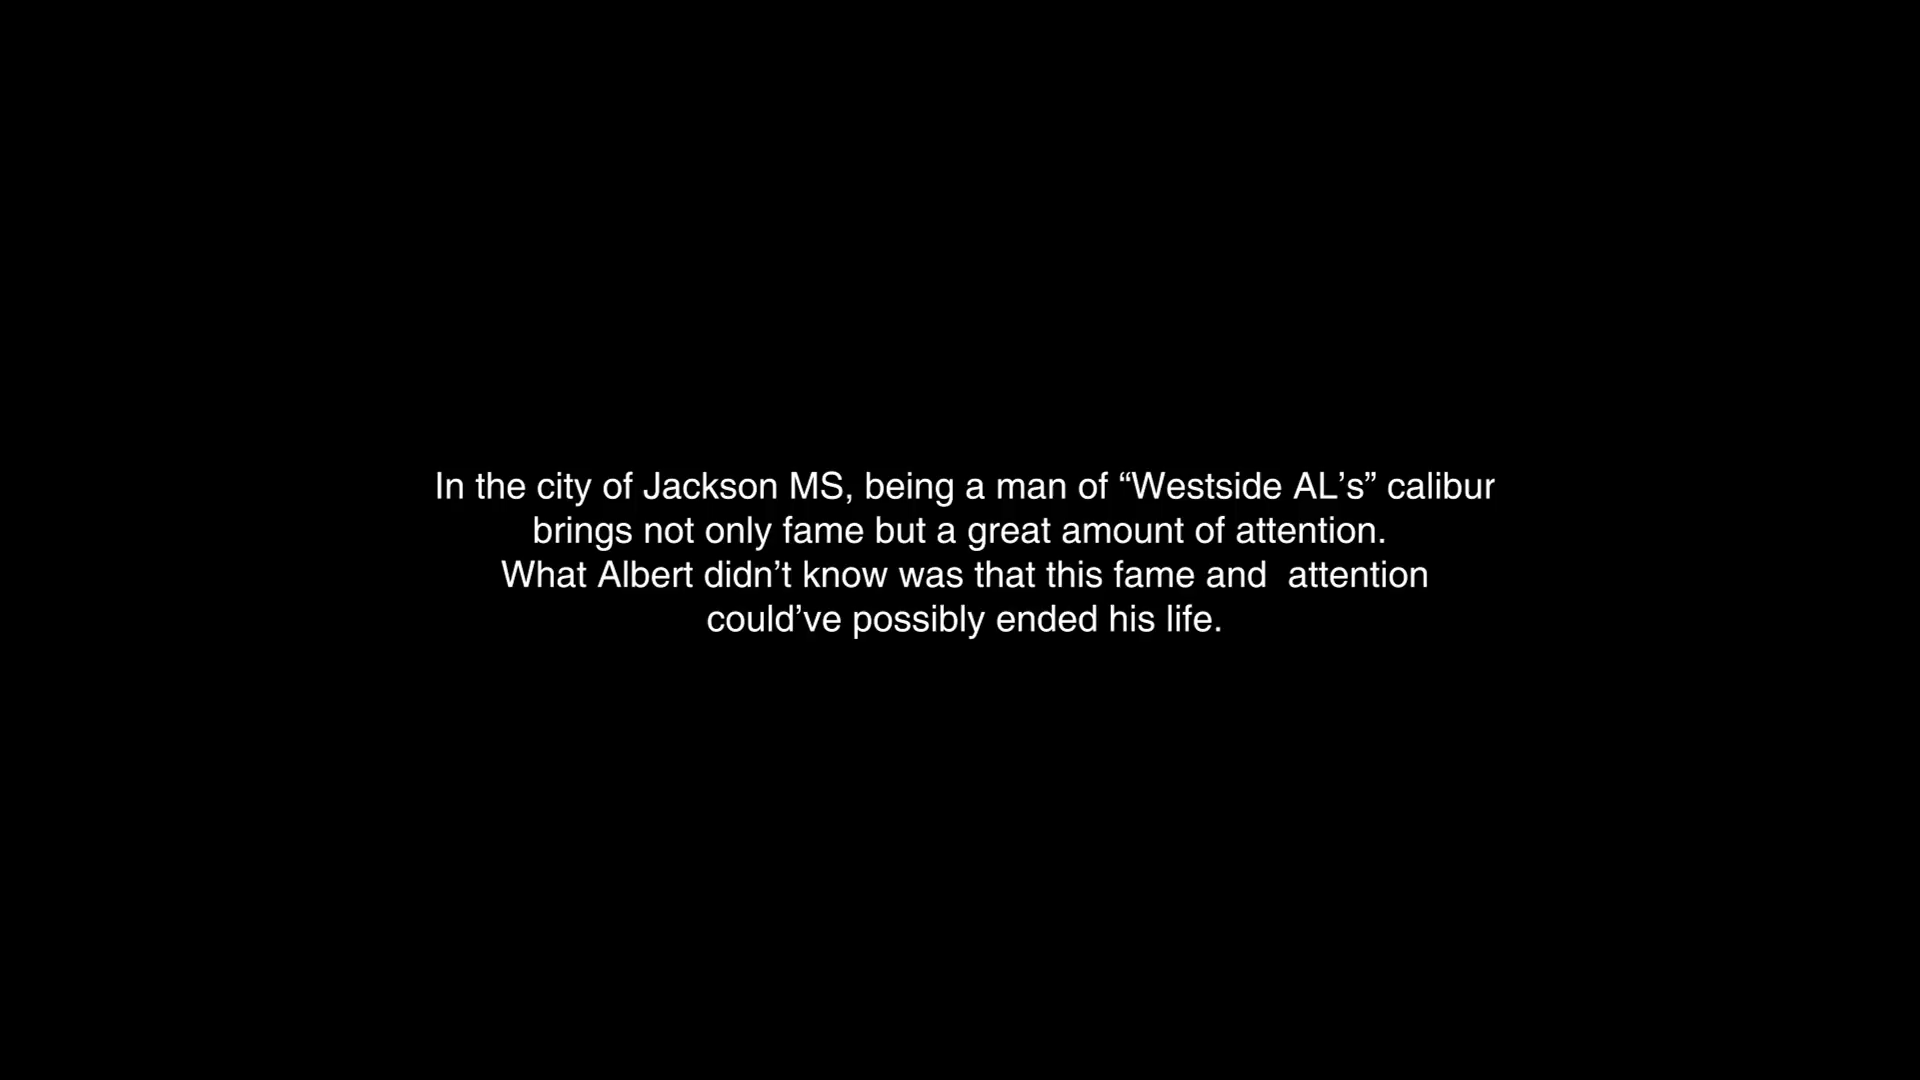 In the city of Jackson MS, being a man of “Westside AL’s” calibur
brings not only fame but a great amount of attention.
What Albert didn’t know was that this fame and  attention
could’ve possibly ended his life.